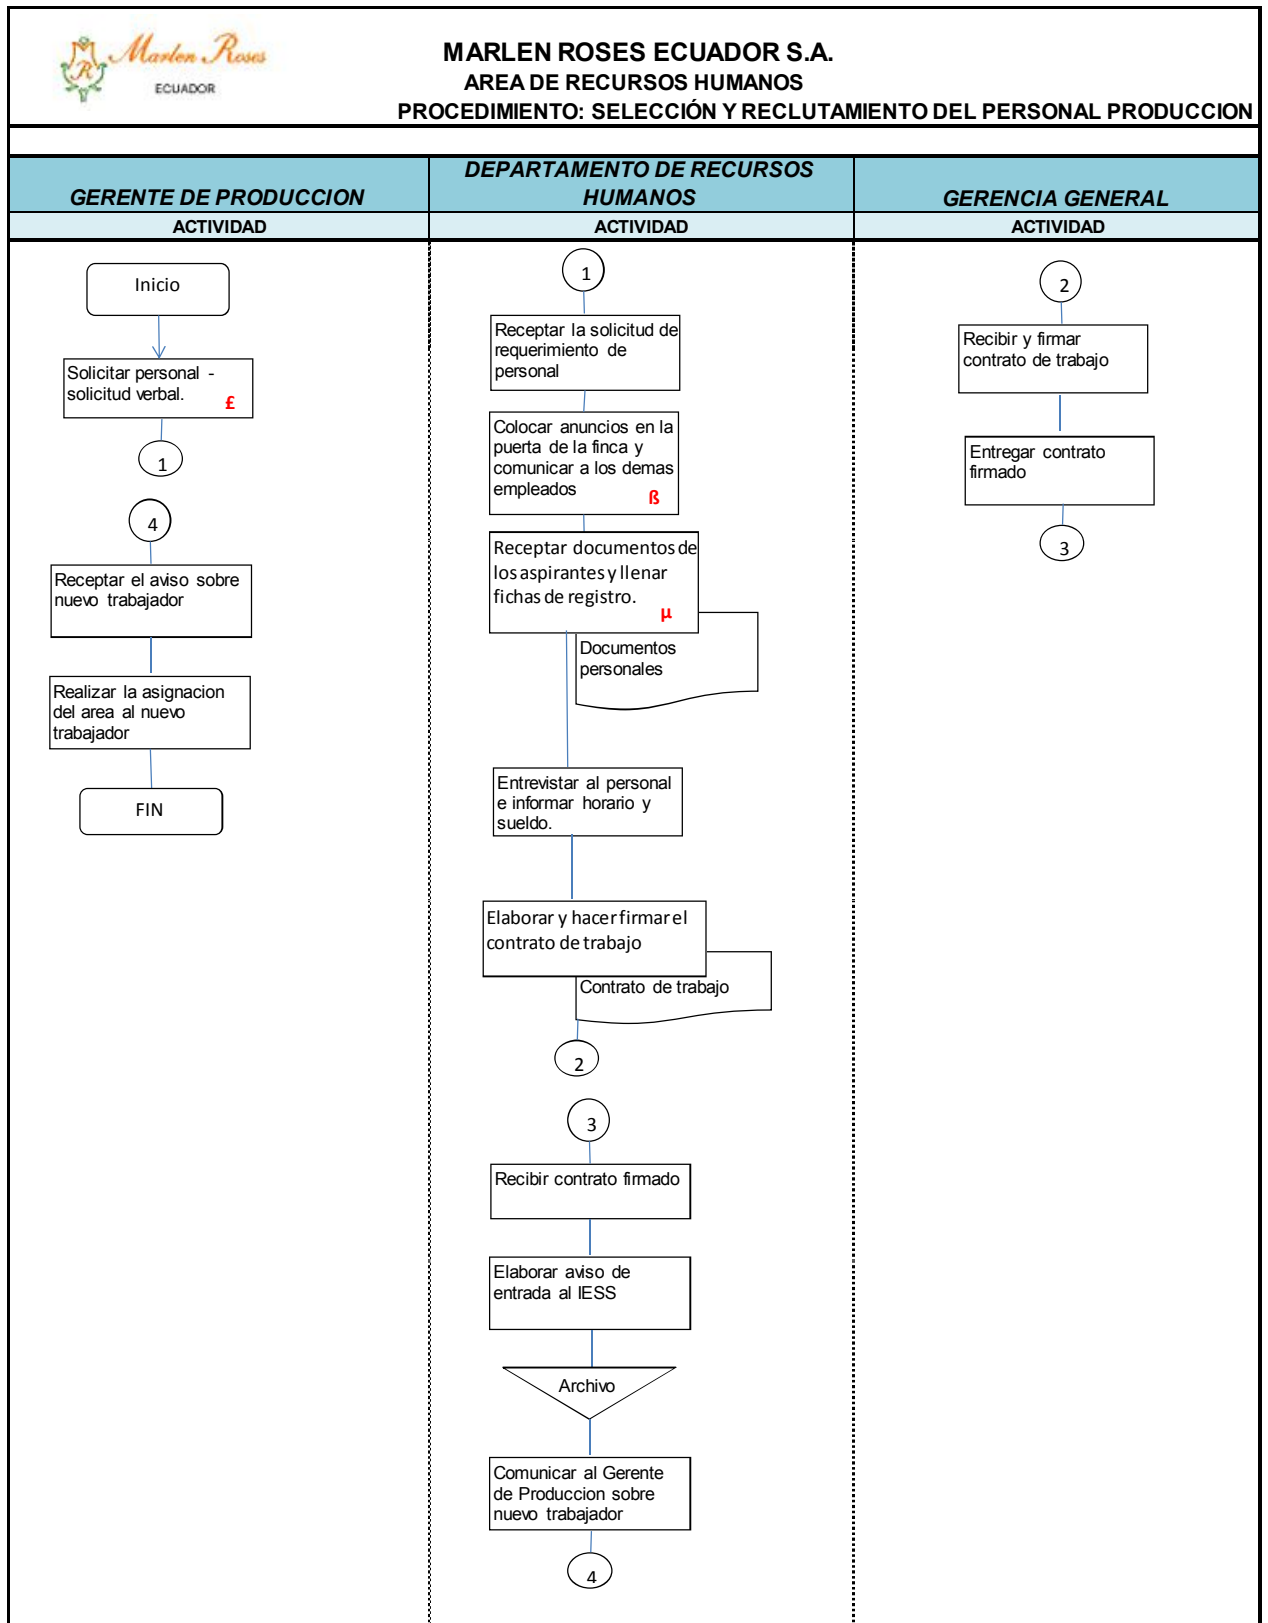 Marlen Roses
ECUADOR
MARLEN ROSES ECUADOR S.A.
AREA DE RECURSOS HUMANOS
PROCEDIMIENTO: SELECCIÓN Y RECLUTAMIENTO DEL PERSONAL PRODUCCION
GERENTE DE PRODUCCION
ACTIVIDAD
Inicio
Solicitar personal -
solicitud verbal.
£
1
4
Receptar el aviso sobre
nuevo trabajador
Realizar la asignacion
del area al nuevo
trabajador
FIN
DEPARTAMENTO DE RECURSOS
HUMANOS
ACTIVIDAD
1
Receptar la solicitud de
requerimiento de
personal
Colocar anuncios en la
puerta de la finca y
comunicar a los demas
empleados
ß
Receptar documentos de
los aspirantes y llenar
fichas de registro.
µ
Documentos
personales
Entrevistar al personal
e informar horario y
sueldo.
Elaborar y hacer firmar el
contrato de trabajo
Contrato de trabajo
2
3
Recibir contrato firmado
Elaborar aviso de
entrada al IESS
Archivo
Comunicar al Gerente
de Produccion sobre
nuevo trabajador
4
GERENCIA GENERAL
ACTIVIDAD
2
Recibir y firmar
contrato de trabajo
Entregar contrato
firmado
3